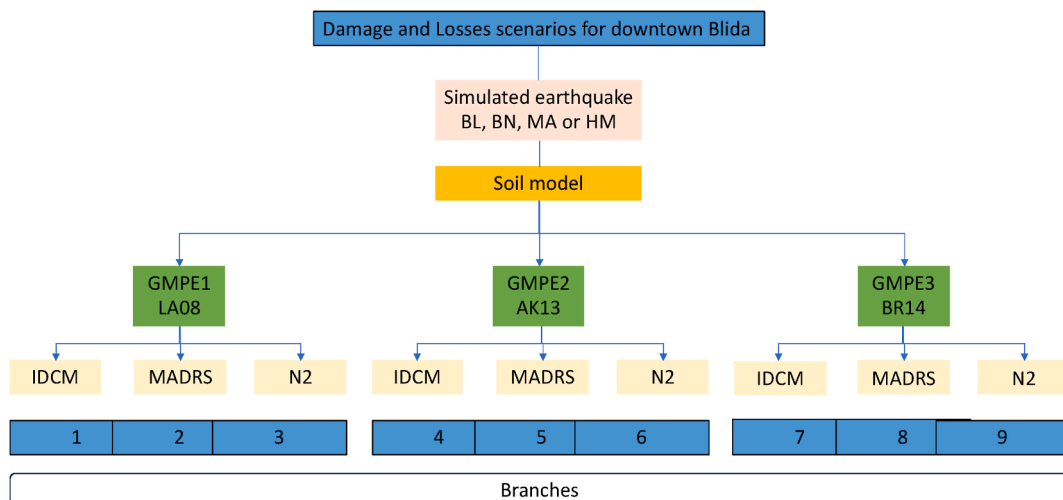 Damage and Losses scenarios for downtown Blida
Simulated earthquake
BL, BN, MA or HM
Soil model
GMPE1
LA08
GMPE2
AK13
GMPE3
BR14
IDCM
MADRS
N2
IDCM
MADRS
N2
IDCM
MADRS
N2
1
2
3
4
5
6
7
8
9
Branches